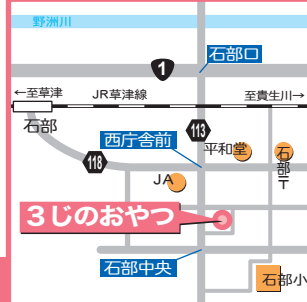 野洲川
石部口
1
←至草津
JR草津線
至貴生川→
石部
113
西庁舎前
平和堂
石部〒
118
JA
3じのおやつ
石部中央
石部小